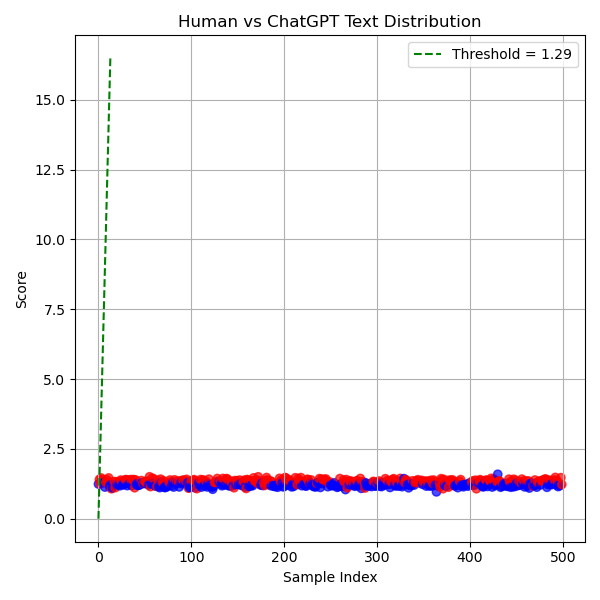 Human vs ChatGPT Text Distribution
Threshold = 1.29
15.0
12.5
10.0
7.5
5.0
2.5
0.0
Score
0 100 200 300 400 500
Sample Index